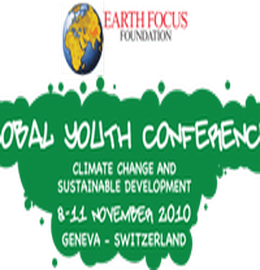 EARTH FOCUS
FOUNDATION
OBAL YOUTH CONFERENC
CLIMATE CHANGE AND
SUSTAINABLE DEVELOPMENT
8-11 NOVEMBER 2010
GENEVA - SWITZERLAND